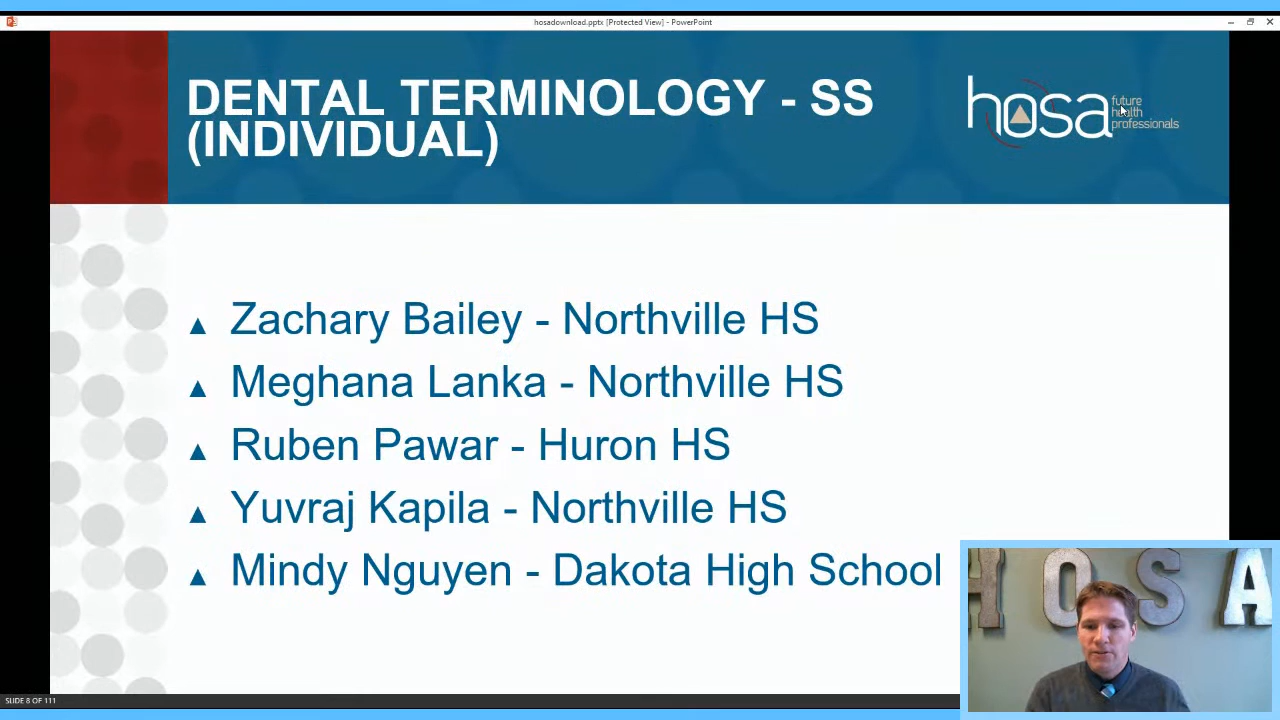 hosadownload.pptx [Protected View] - PowerPoint
DENTAL TERMINOLOGY - SS
(INDIVIDUAL)
hosa future
health
professionals
▲ Zachary Bailey - Northville HS
▲ Meghana Lanka - Northville HS
▲ Ruben Pawar - Huron HS
▲ Yuvraj Kapila - Northville HS
▲ Mindy Nguyen - Dakota High School
HOSA
SLIDE 8 OF 111